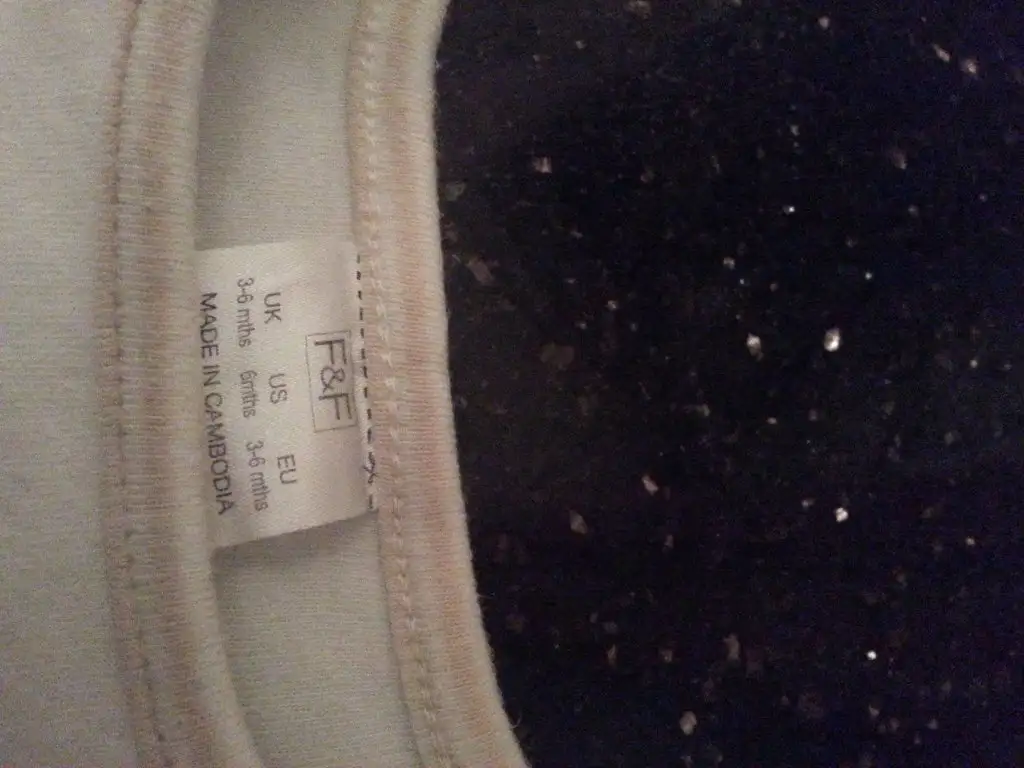 F&F
UK US EU
3-6 mths 6mths 3-6 mths
MADE IN CAMBODIA